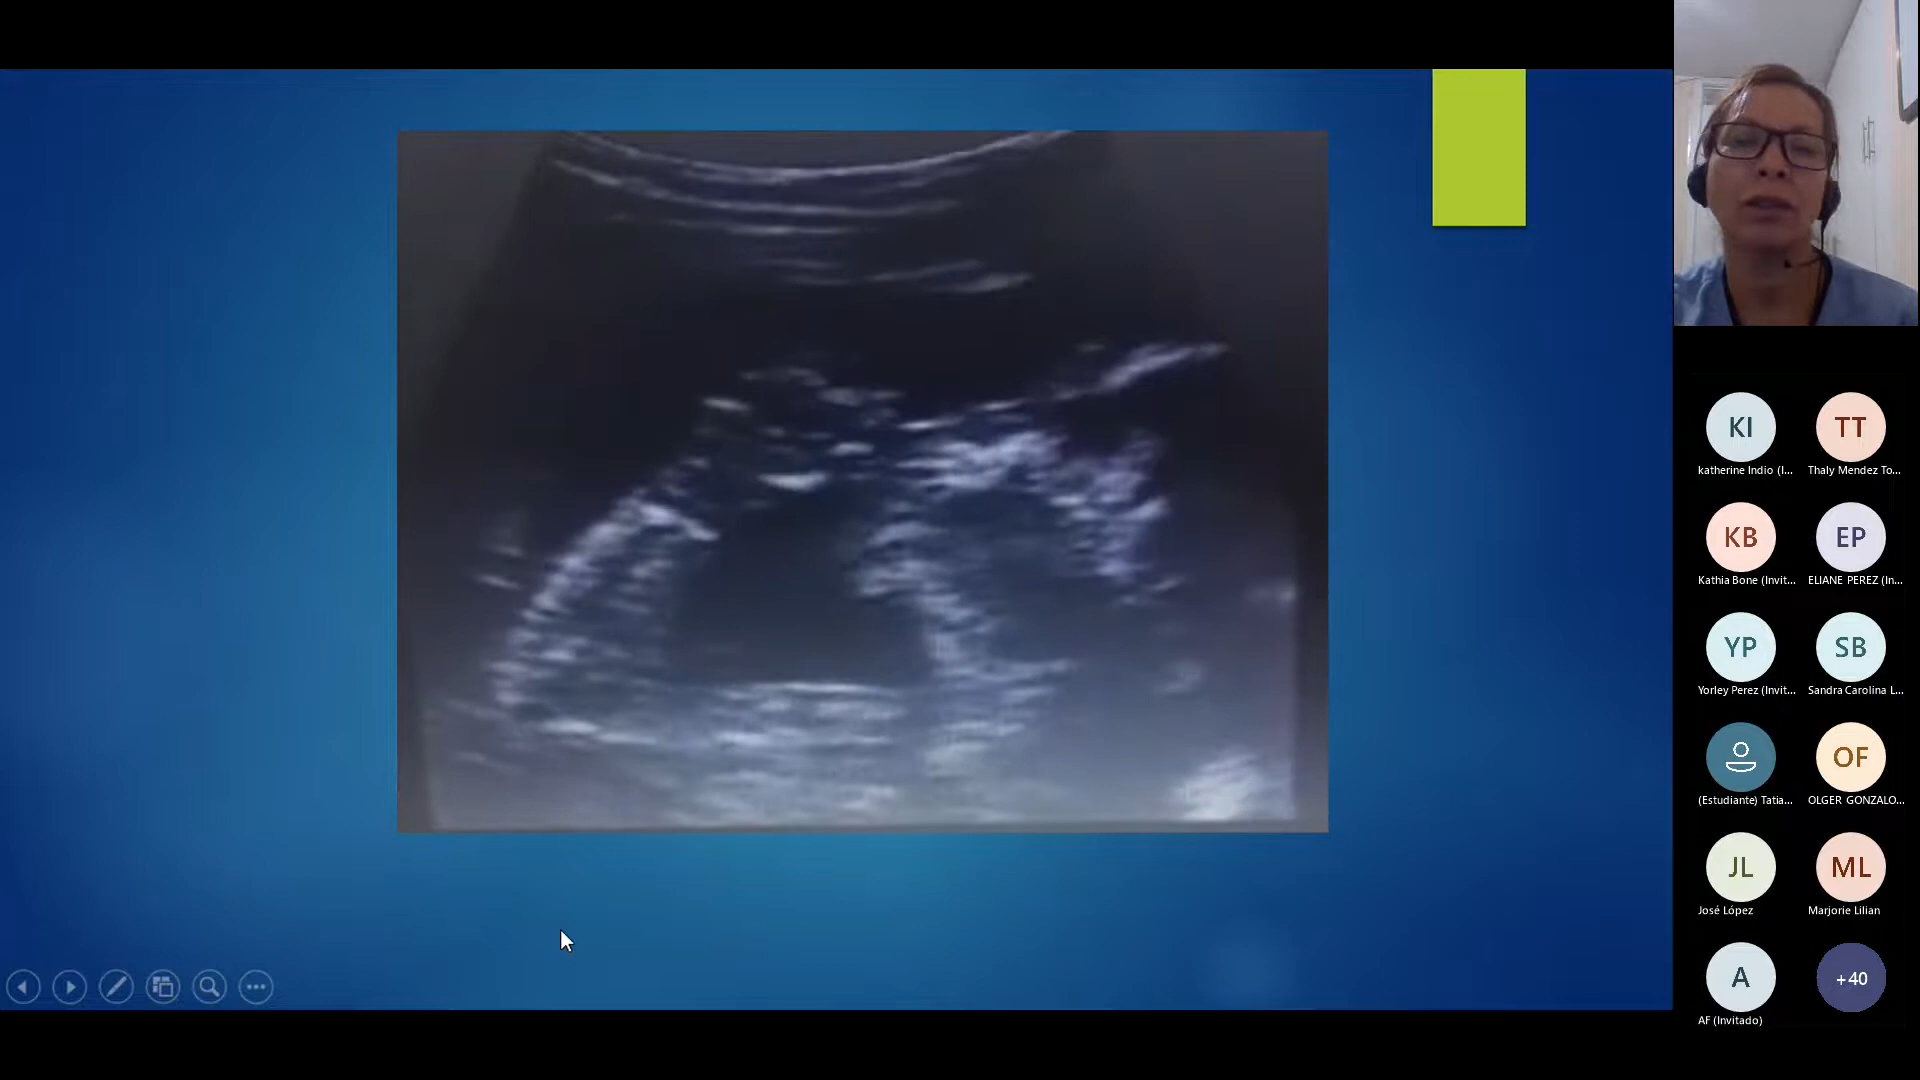 KI
TT
katherine Indio (I...
Thaly Mendez To...
KB
EP
Kathia Bone (Invit...
ELIANE PEREZ (In...
YP
SB
Yorley Perez (Invit...
Sandra Carolina L...
OF
(Estudiante) Tatia...
OLGER GONZALO...
JL
ML
José López
Marjorie Lilian
A
+40
AF (Invitado)